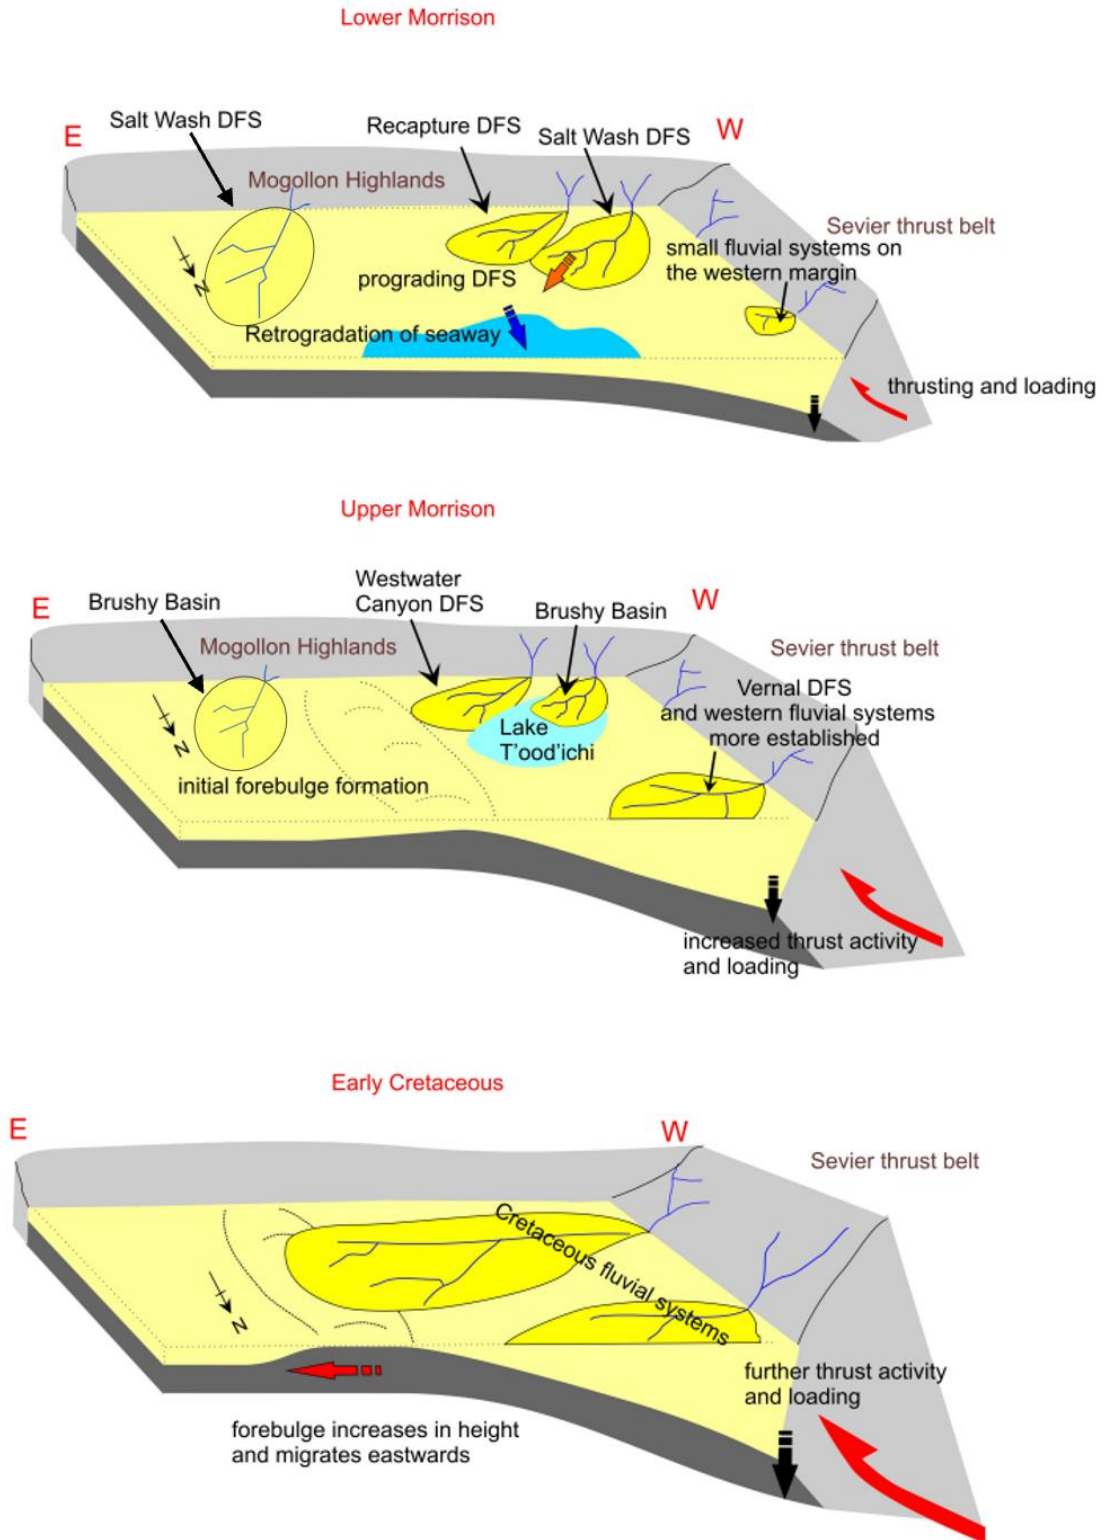 Lower Morrison
E
Salt Wash DFS
Recapture DFS
Salt Wash DFS
W
Mogollon Highlands
Sevier thrust belt
small fluvial systems on
the western margin
prograding DFS
N
Retrogradation of seaway
thrusting and loading
Upper Morrison
E
Brushy Basin
Westwater
Canyon DFS
Brushy Basin
W
Mogollon Highlands
Sevier thrust belt
Vernal DFS
and western fluvial systems
more established
Lake
T'ood'ichi
N
initial forebulge formation
increased thrust activity
and loading
Early Cretaceous
E
W
Sevier thrust belt
Cretaceous fluvial systems
N
further thrust activity
and loading
forebulge increases in height
and migrates eastwards